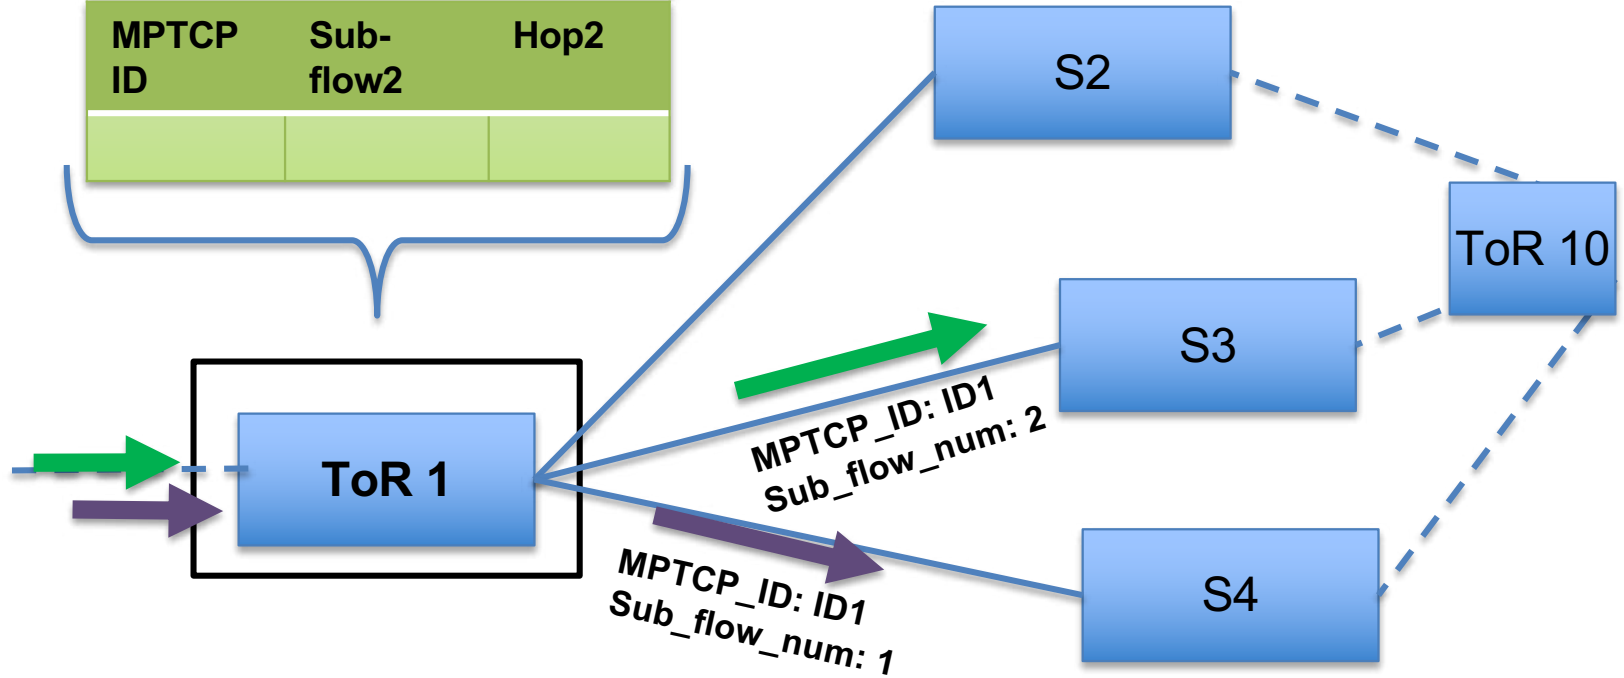 MPTCP Sub- Hop2
ID flow2
S2
ToR 10
S3
MPTCP_ID: ID1
Sub_flow_num: 2
ToR 1
MPTCP_ID: ID1
Sub_flow_num: 1
S4